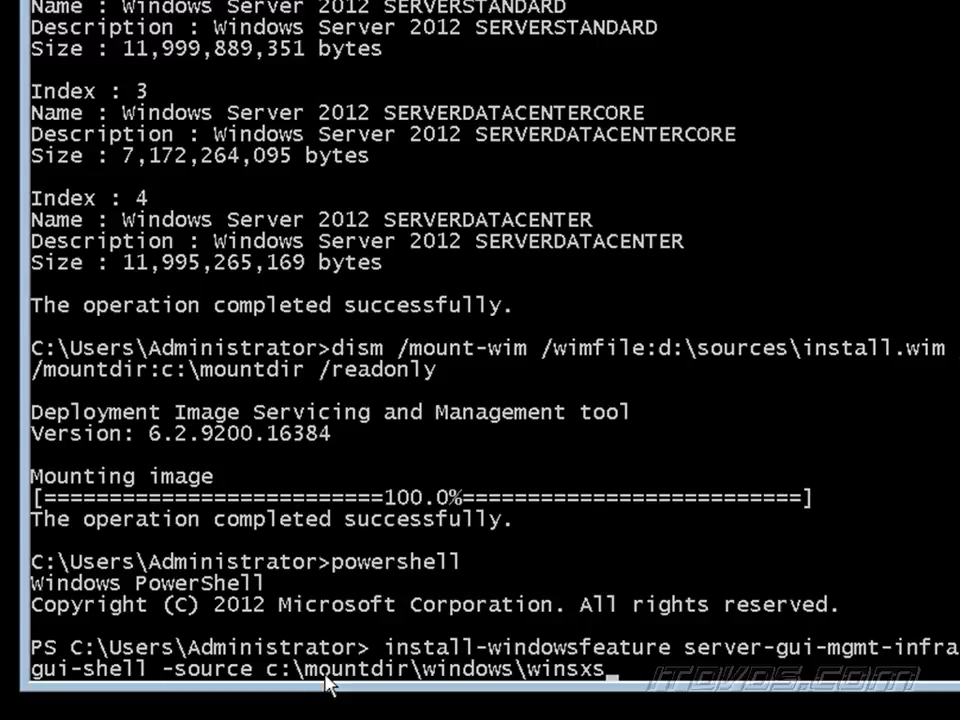 Name : Windows Server 2012 SERVERSTANDARD
Description : Windows Server 2012 SERVERSTANDARD
Size : 11,999,889,351 bytes
Index : 3
Name : Windows Server 2012 SERVERDATACENTERCORE
Description : Windows Server 2012 SERVERDATACENTERCORE
Size : 7,172,264,095 bytes
Index : 4
Name : Windows Server 2012 SERVERDATACENTER
Description : Windows Server 2012 SERVERDATACENTER
Size : 11,995,265,169 bytes
The operation completed successfully.
C:\Users\Administrator>dism /mount-wim /wimfile:d:\sources\install.wim
/mountdir:c:\mountdir /readonly
Deployment Image Servicing and Management tool
Version: 6.2.9200.16384
Mounting image
[==========================100.0%==========================]
The operation completed successfully.
C:\Users\Administrator>powershell
Windows PowerShell
Copyright (C) 2012 Microsoft Corporation. All rights reserved.
PS C:\Users\Administrator> install-windowsfeature server-gui-mgmt-infra
gui-shell -source c:\mountdir\windows\winsxs_
itdvds.com